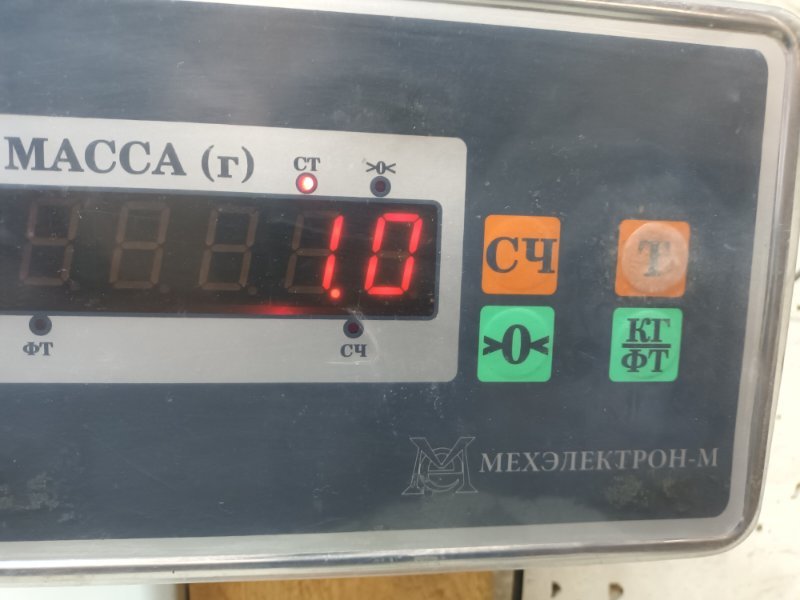 МАССА (г)
СТ
>0<
1.0
ФТ
СЧ
СЧ
Т
>0<
КГ
ФТ
МЕХЭЛЕКТРОН-М